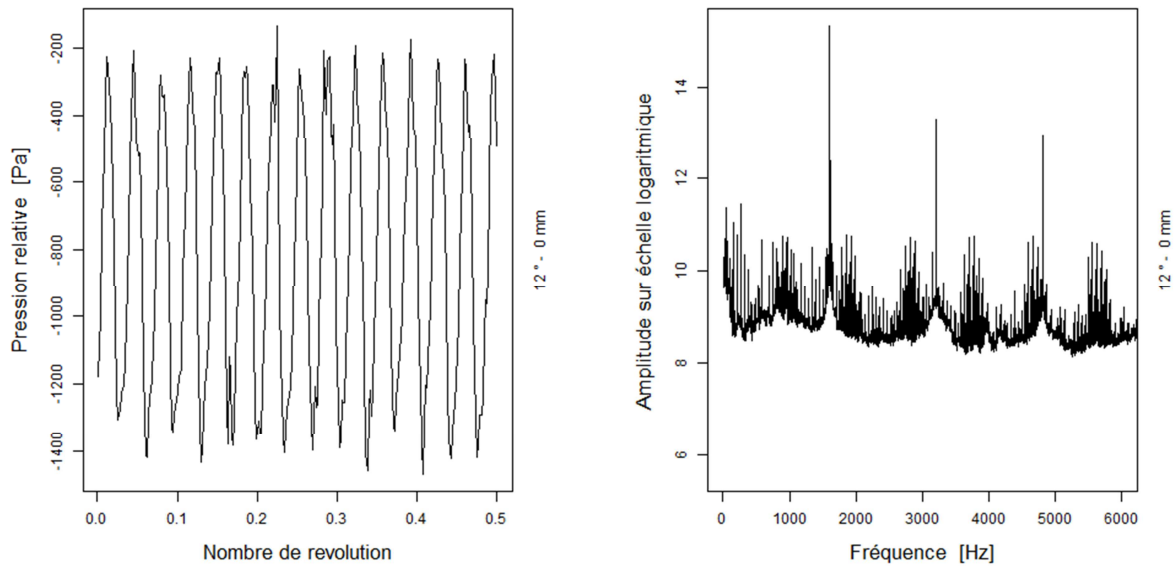 -200
-400
-600
-800
-1000
-1200
-1400
Pression relative [Pa]
0.0 0.1 0.2 0.3 0.4 0.5
Nombre de revolution
12 ° - 0 mm
14
12
10
8
6
Amplitude sur échelle logaritmique
0 1000 2000 3000 4000 5000 6000
Fréquence [Hz]
12 ° - 0 mm